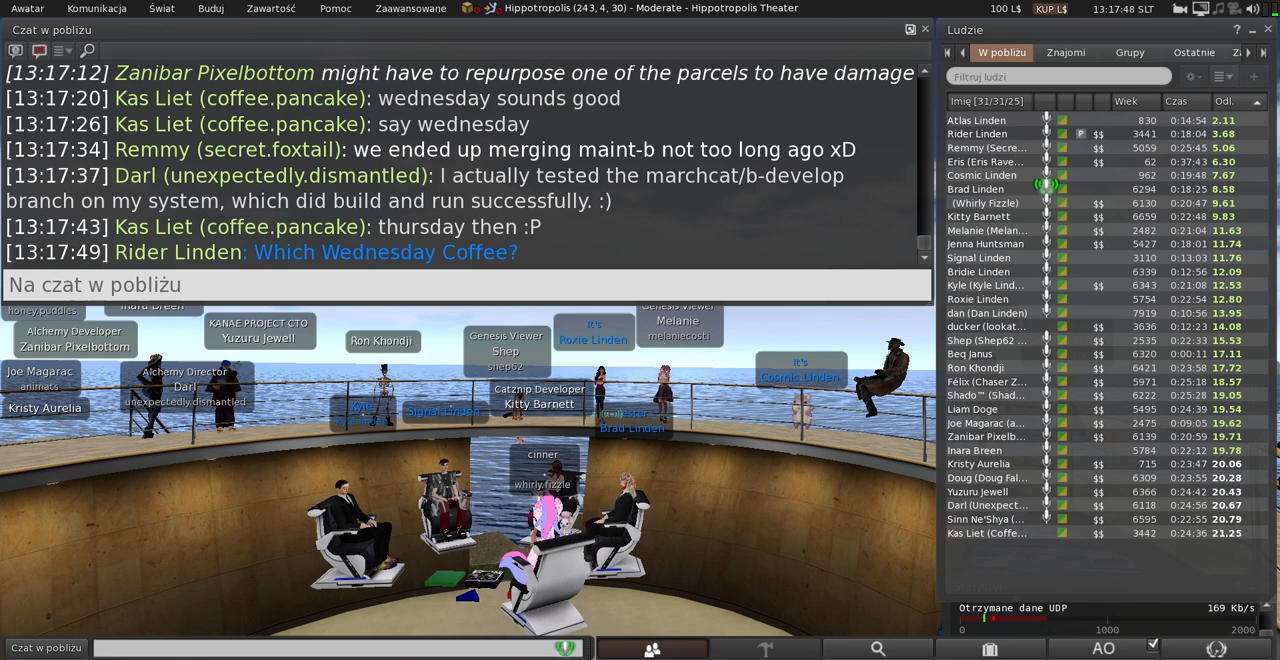 Awatar Komunikacja Świat Buduj Zawartość Pomoc Zaawansowane Hippotropolis (243, 4, 30) - Moderate - Hippotropolis Theater 100 L$ KUP L$ 13:17:48 SLT
Czat w pobliżu
[13:17:12] Zanibar Pixelbottom might have to repurpose one of the parcels to have damage
[13:17:20] Kas Liet (coffee.pancake): wednesday sounds good
[13:17:26] Kas Liet (coffee.pancake): say wednesday
[13:17:34] Remmy (secret.foxtail): we ended up merging maint-b not too long ago xD
[13:17:37] Darl (unexpectedly.dismantled): I actually tested the marchcat/b-develop
branch on my system, which did build and run successfully. :)
[13:17:43] Kas Liet (coffee.pancake): thursday then :P
[13:17:49] Rider Linden: Which Wednesday Coffee?
Na czat w pobliżu
honey.puddles
Inara Breen
Alchemy Developer
Zanibar Pixelbottom
KANAE PROJECT CTO
Yuzuru Jewell
Ron Khondji
Genesis Viewer
Shep
shep62
It's
Roxie Linden
Genesis Viewer
Melanie
melaniecosti
It's
Cosmic Linden
Joe Magarac
animats
Kristy Aurelia
Alchemy Director
Darl
unexpectedly.dismantled
Kyle
kyle.linden
Signal Linden
Catznip Developer
Kitty Barnett
Brad Linden
cinner
whirly.fizzle
Ludzie
W pobliżu Znajomi Grupy Ostatnie
Filtruj ludzi
Imię [31/31/25] Wiek Czas Odl.
Atlas Linden 830 0:14:54 2.11
Rider Linden P $$ 3441 0:18:04 3.68
Remmy (Secre... $$ 5059 0:25:45 5.06
Eris (Eris Rave... $$ 62 0:37:43 6.30
Cosmic Linden 962 0:19:48 7.67
Brad Linden 6294 0:18:25 8.58
(Whirly Fizzle) $$ 6130 0:20:47 9.61
Kitty Barnett $$ 6659 0:22:48 9.83
Melanie (Melan... $$ 2482 0:21:04 11.63
Jenna Huntsman $$ 5427 0:18:01 11.74
Signal Linden 3110 0:13:03 11.76
Bridie Linden 6339 0:12:56 12.09
Kyle (Kyle Lind... $$ 6343 0:21:08 12.53
Roxie Linden 5754 0:22:54 12.80
dan (Dan Linden) 7919 0:10:56 13.95
ducker (lookat... $$ 3636 0:12:23 14.08
Shep (Shep62 ... $$ 2535 0:22:33 15.53
Beq Janus $$ 6320 0:00:11 17.11
Ron Khondji $$ 6421 0:23:58 17.72
Félix (Chaser Z... $$ 5971 0:25:18 18.57
Shado™ (Shad... $$ 6222 0:25:28 19.05
Liam Doge $$ 5495 0:24:39 19.54
Joe Magarac (a... $$ 2475 0:09:05 19.62
Zanibar Pixelb... $$ 6139 0:20:59 19.71
Inara Breen 5784 0:22:12 19.78
Kristy Aurelia $$ 715 0:23:47 20.06
Doug (Doug Fal... $$ 6309 0:23:55 20.28
Yuzuru Jewell $$ 6366 0:24:42 20.43
Darl (Unexpect... $$ 6118 0:24:56 20.67
Sinn Ne'Shya (... $$ 6595 0:22:55 20.79
Kas Liet (Coffe... $$ 3442 0:24:36 21.25
Otrzymane dane UDP 169 Kb/s
0 1000 2000
Czat w pobliżu AO